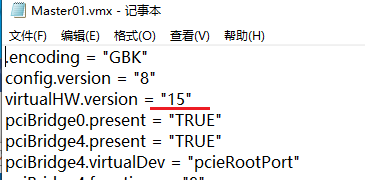 Master01.vmx - 记事本
文件(F) 编辑(E) 格式(O) 查看(V) 帮助(H)
.encoding = "GBK"
config.version = "8"
virtualHW.version = "15"
pciBridge0.present = "TRUE"
pciBridge4.present = "TRUE"
pciBridge4.virtualDev = "pcieRootPort"